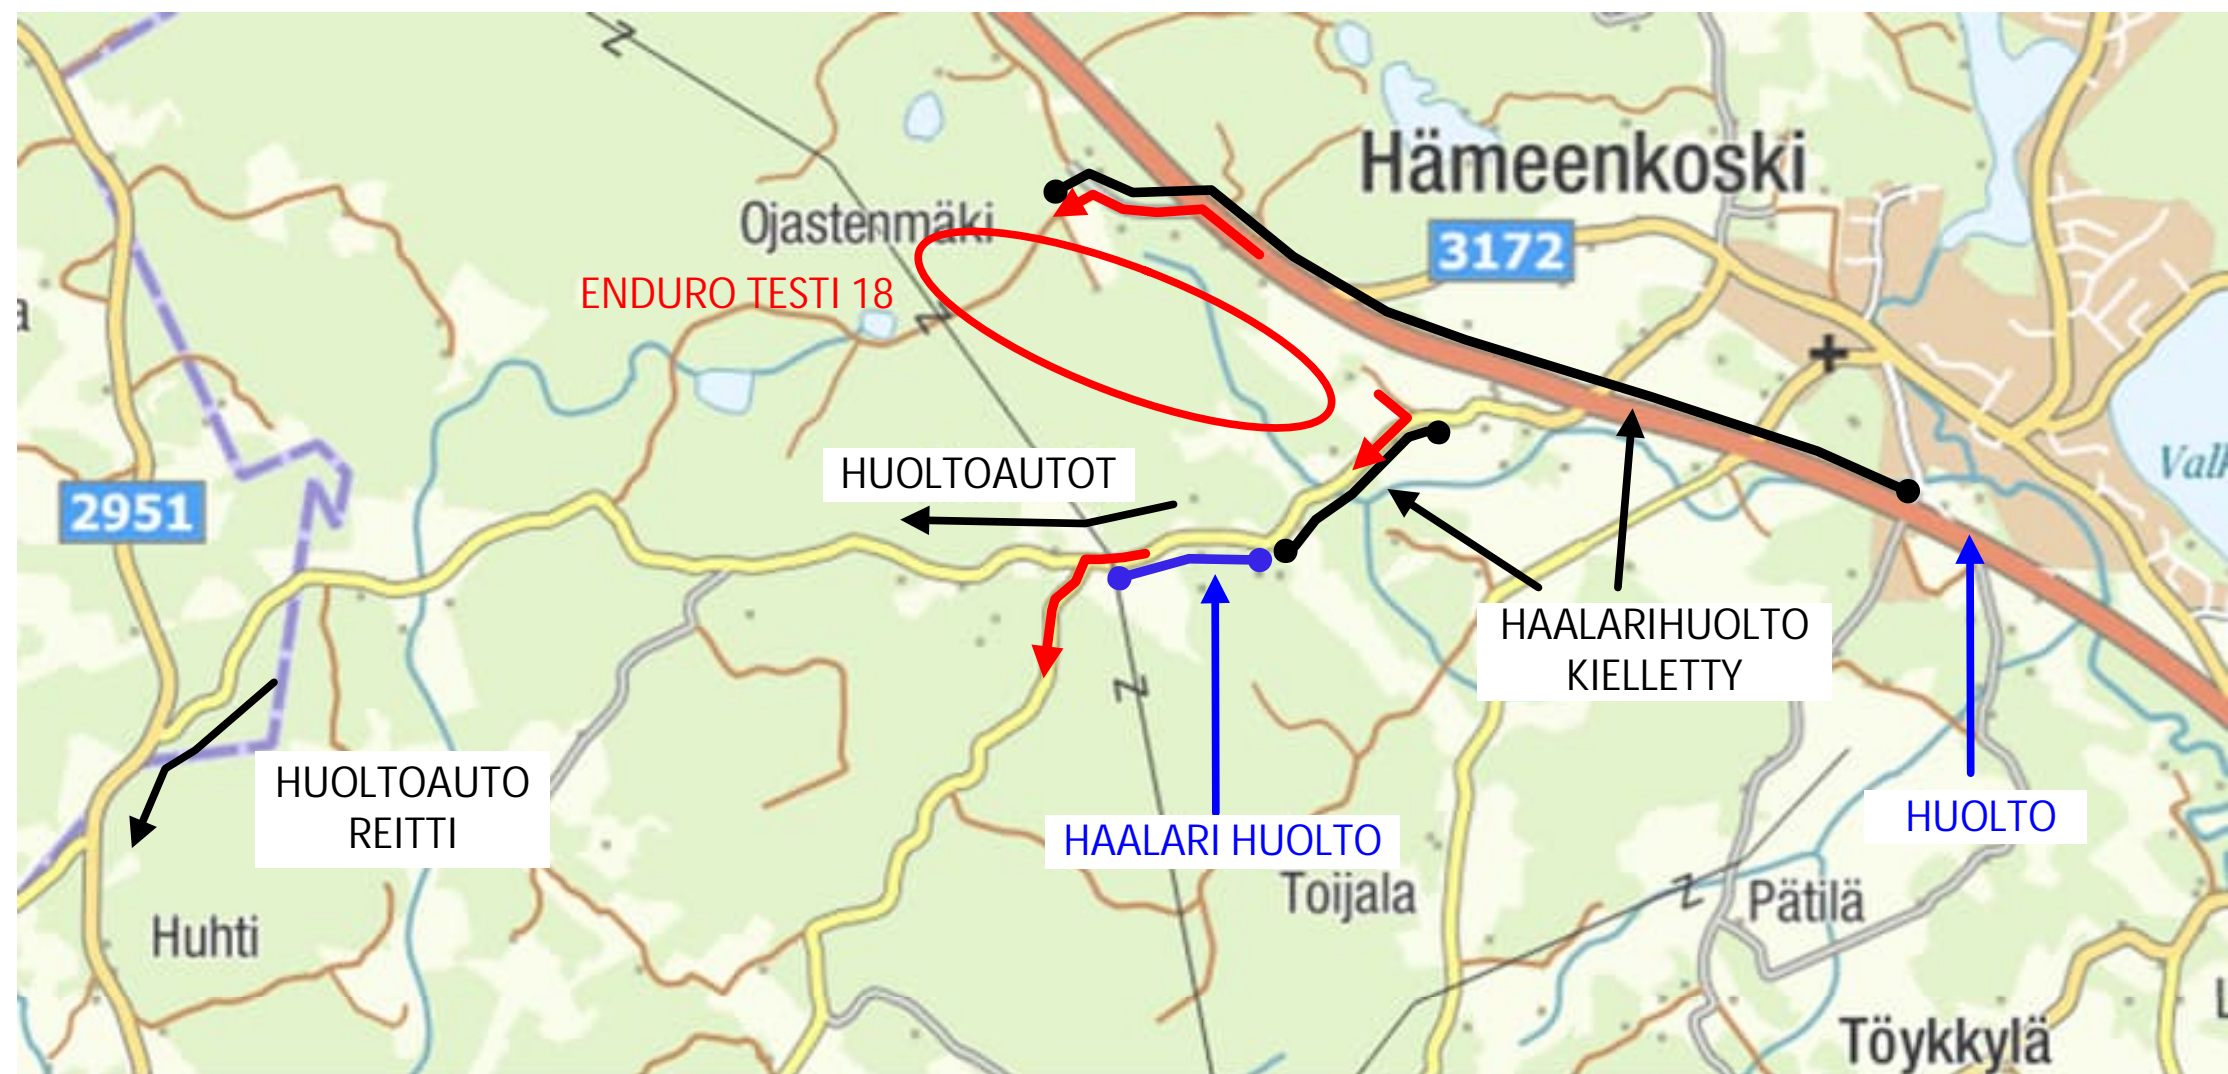 Hämeenkoski
Ojastenmäki
3172
ENDURO TESTI 18
a
HUOLTOAUTOT
2951
HAALARIHUOLTO
KIELLETTY
HUOLTOAUTO
REITTI
HAALARI HUOLTO
HUOLTO
Toijala
Pätilä
Huhti
Töykkylä